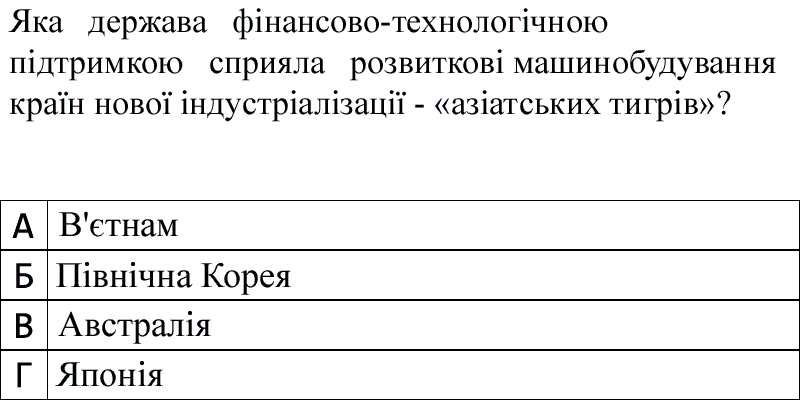 Яка держава фінансово-технологічною
підтримкою сприяла розвиткові машинобудування
країн нової індустріалізації - «азіатських тигрів»?
А В'єтнам
Б Північна Корея
В Австралія
Г Японія